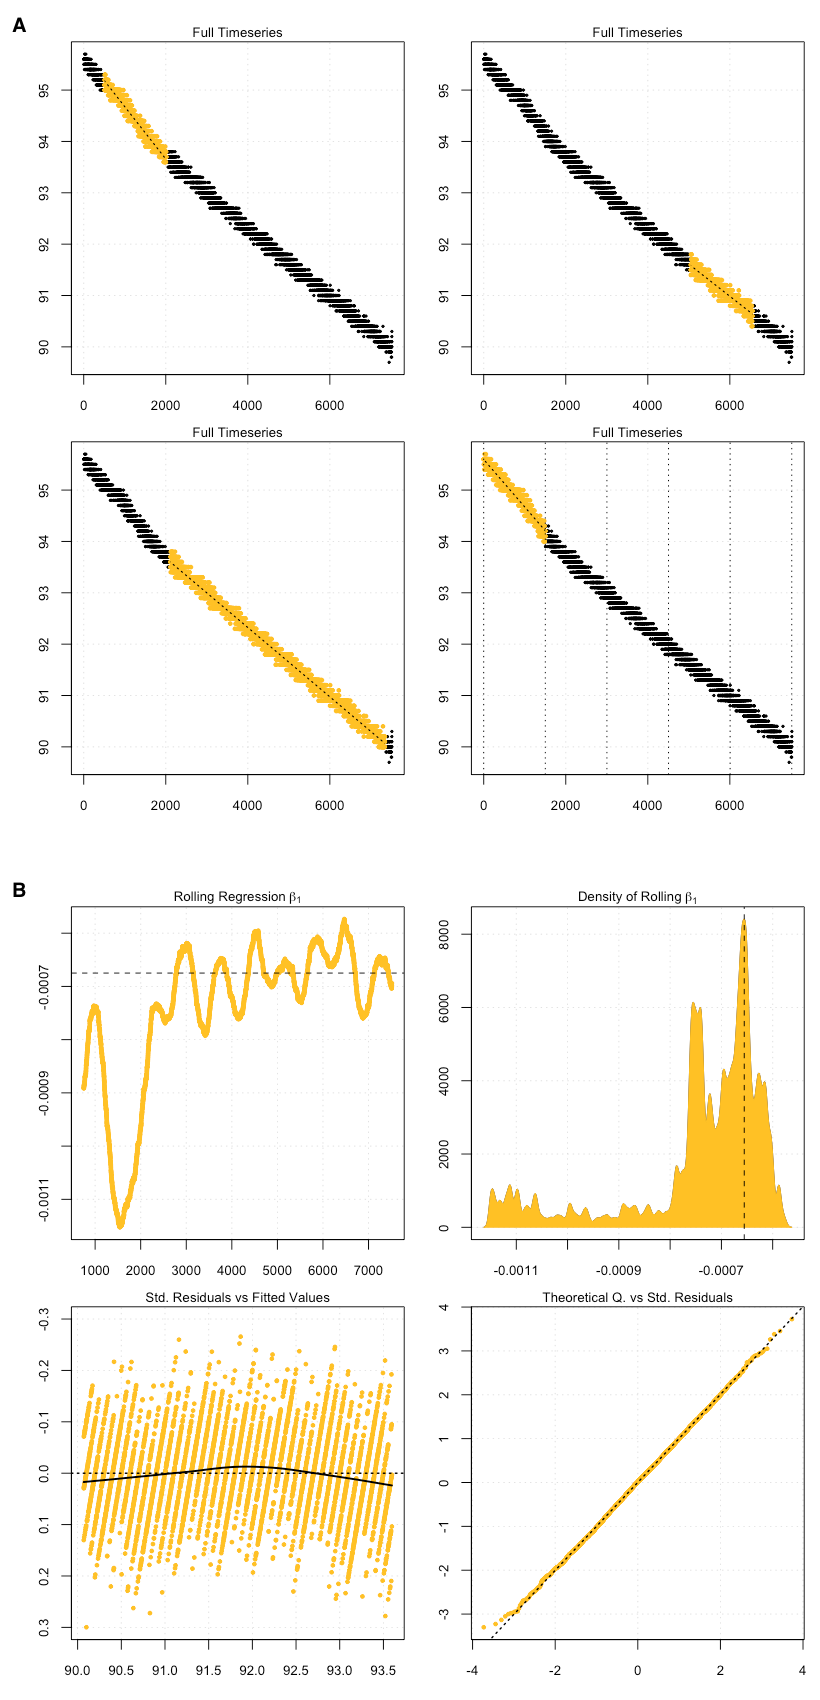 A
Full Timeseries
Full Timeseries
95
94
93
92
91
90
0 2000 4000 6000
95
94
93
92
91
90
0 2000 4000 6000
Full Timeseries
Full Timeseries
95
94
93
92
91
90
0 2000 4000 6000
95
94
93
92
91
90
0 2000 4000 6000
B
Rolling Regression β₁
Density of Rolling β₁
-0.0007
-0.0009
-0.0011
1000 2000 3000 4000 5000 6000 7000
8000
6000
4000
2000
0
-0.0011 -0.0009 -0.0007
Std. Residuals vs Fitted Values
Theoretical Q. vs Std. Residuals
-0.3
-0.2
-0.1
0.0
0.1
0.2
0.3
90.0 90.5 91.0 91.5 92.0 92.5 93.0 93.5
4
3
2
1
0
-1
-2
-3
-4 -2 0 2 4